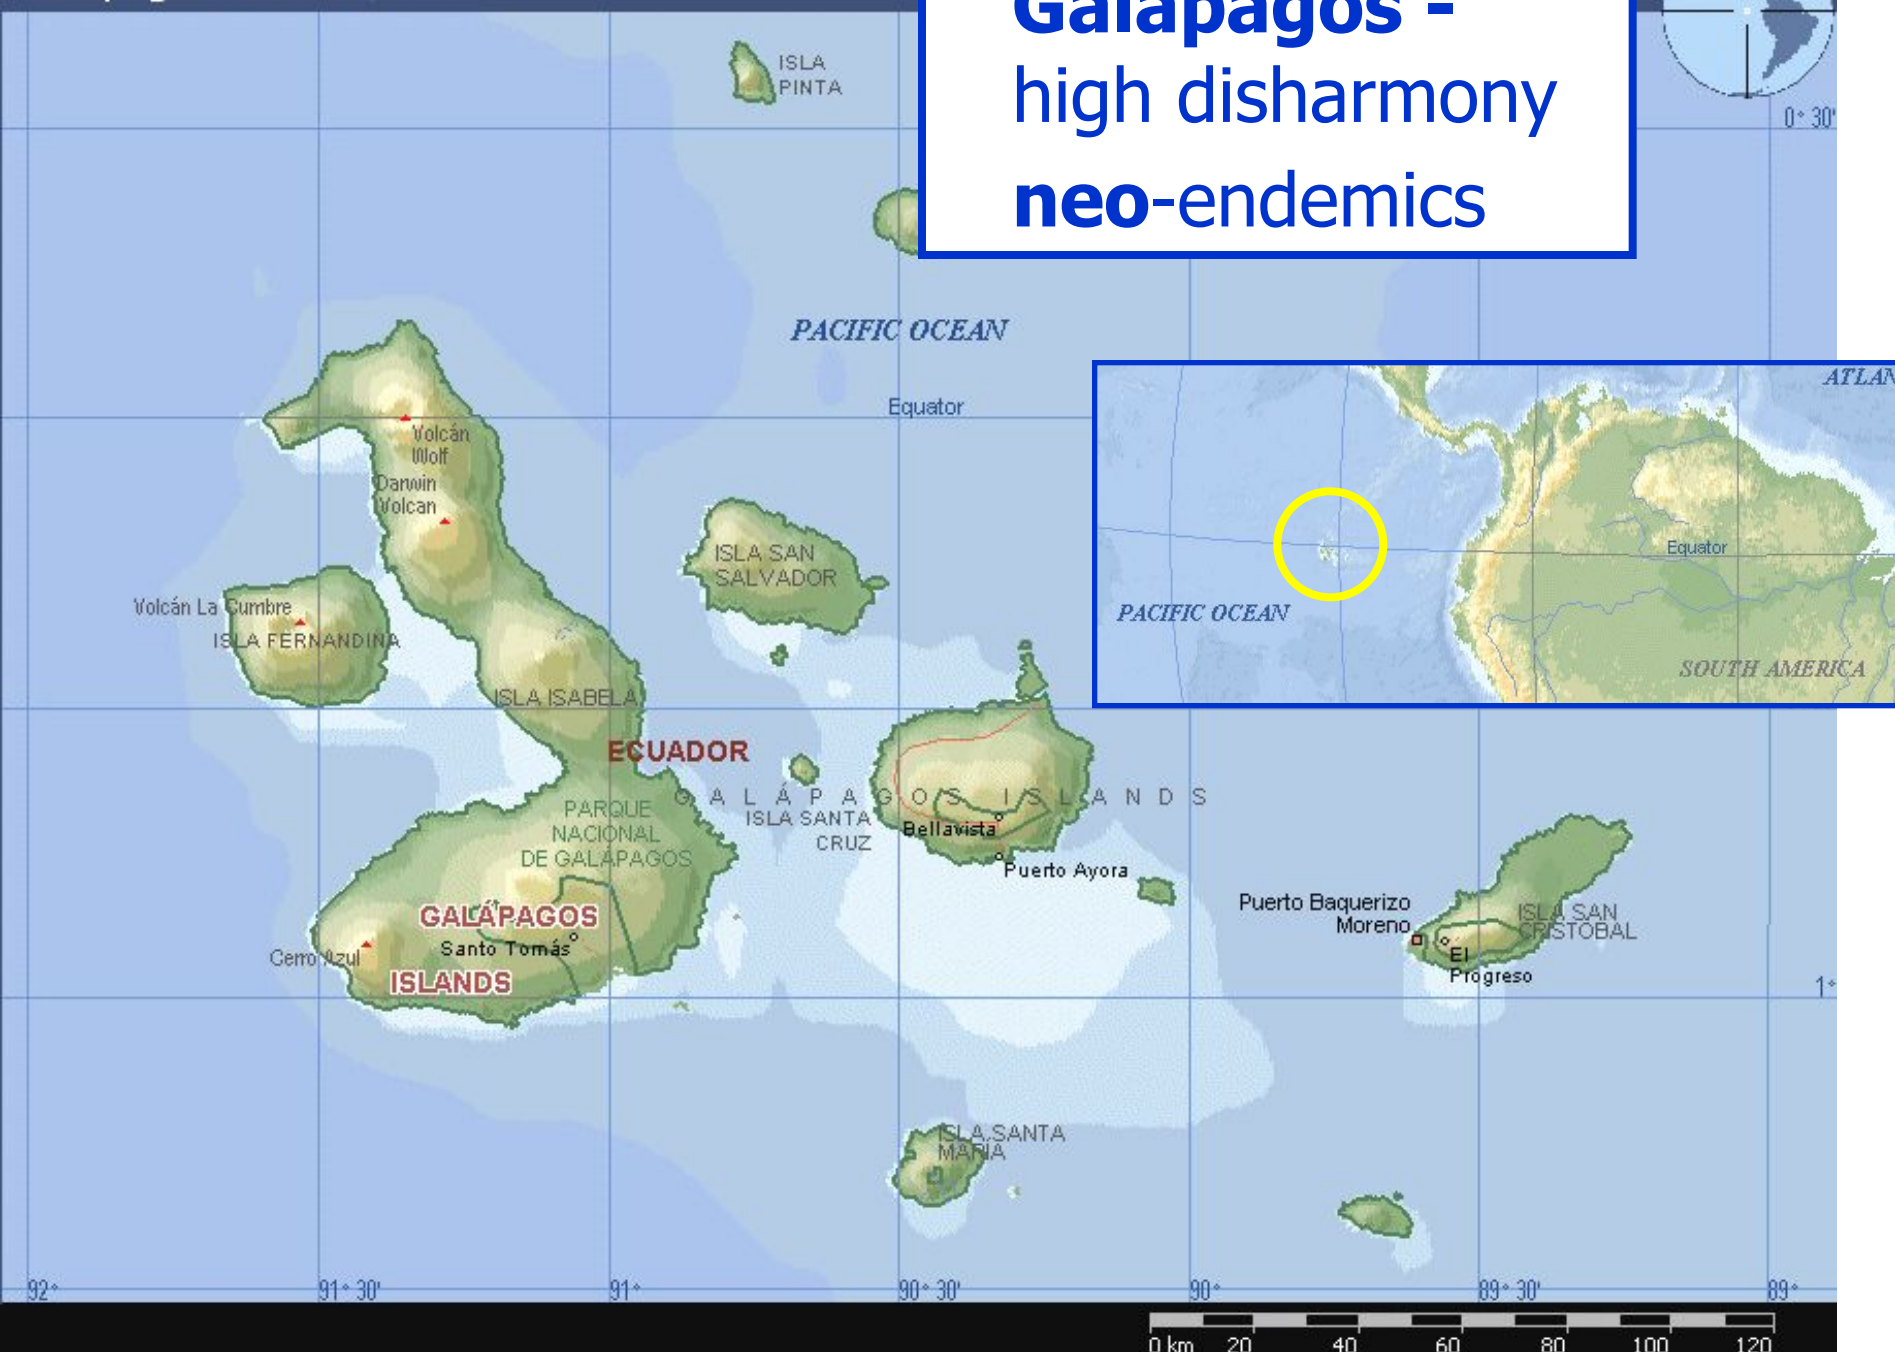 Galápagos -
high disharmony
neo-endemics
ISLA
PINTA
0° 30'
PACIFIC OCEAN
Equator
Volcán
Wolf
Darwin
Volcan
ATLAN
Equator
PACIFIC OCEAN
SOUTH AMERICA
ISLA SAN
SALVADOR
Volcán La Cumbre
ISLA FERNANDINA
ISLA ISABELA
ECUADOR
GALÁPAGOS ISLANDS
PARQUE
NACIONAL
DE GALÁPAGOS
ISLA SANTA
CRUZ
Bellavista
Puerto Ayora
Puerto Baquerizo
Moreno
ISLA SAN
CRISTOBAL
El
Progreso
GALÁPAGOS
ISLANDS
Santo Tomás
Cerro Azul
1°
ISLA SANTA
MARIA
92° 91° 30' 91° 90° 30' 90° 89° 30' 89°
0 km 20 40 60 80 100 120